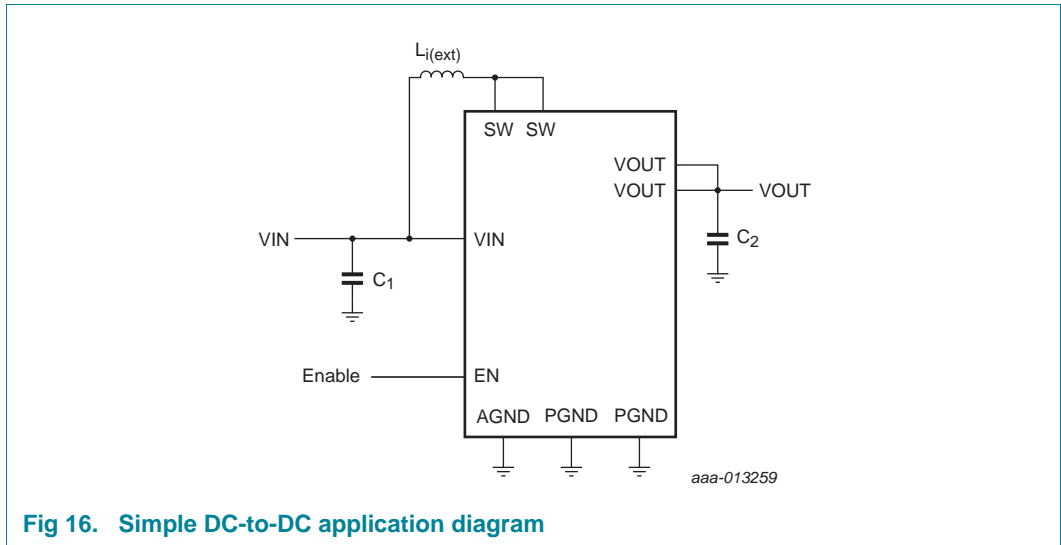 Li(ext)
SW SW
VOUT
VOUT VOUT
VIN VIN
C2
C1
Enable EN
AGND PGND PGND
aaa-013259
Fig 16. Simple DC-to-DC application diagram